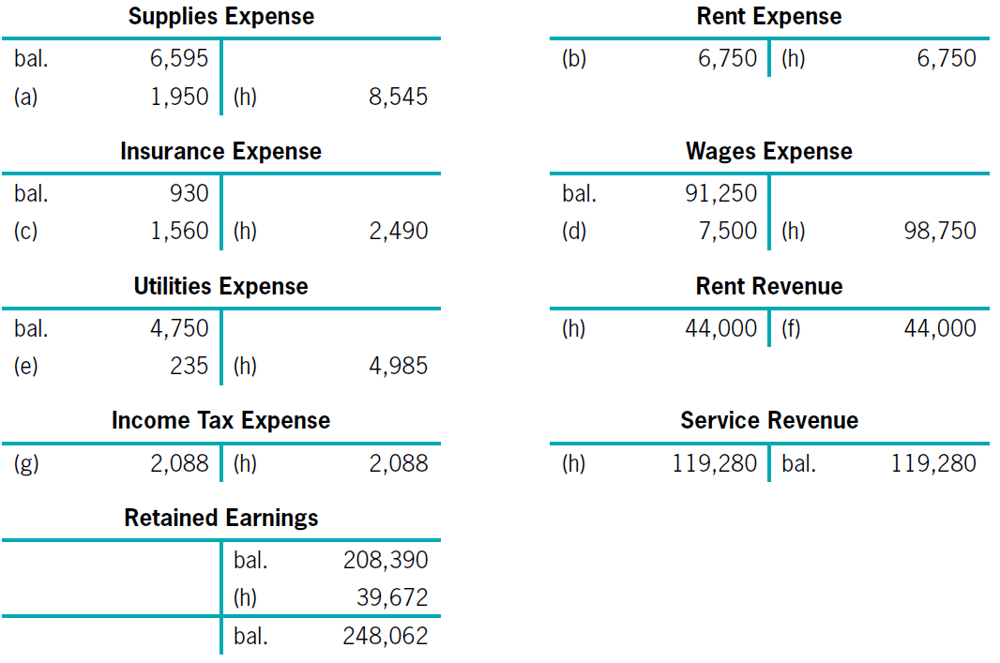 Supplies Expense
bal. 6,595
(a) 1,950 (h) 8,545
Rent Expense
(b) 6,750 (h) 6,750
Insurance Expense
bal. 930
(c) 1,560 (h) 2,490
Wages Expense
bal. 91,250
(d) 7,500 (h) 98,750
Utilities Expense
bal. 4,750
(e) 235 (h) 4,985
Rent Revenue
(h) 44,000 (f) 44,000
Income Tax Expense
(g) 2,088 (h) 2,088
Service Revenue
(h) 119,280 bal. 119,280
Retained Earnings
bal. 208,390
(h) 39,672
bal. 248,062